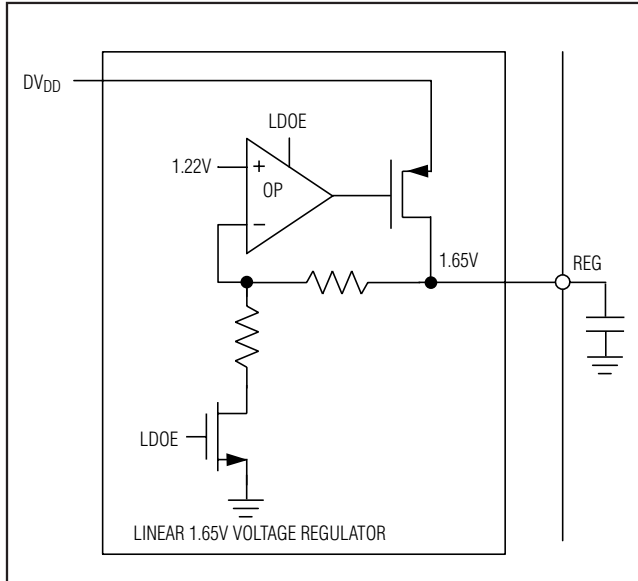 DVDD
LDOE
1.22V
+
OP
−
1.65V
REG
LDOE
LINEAR 1.65V VOLTAGE REGULATOR